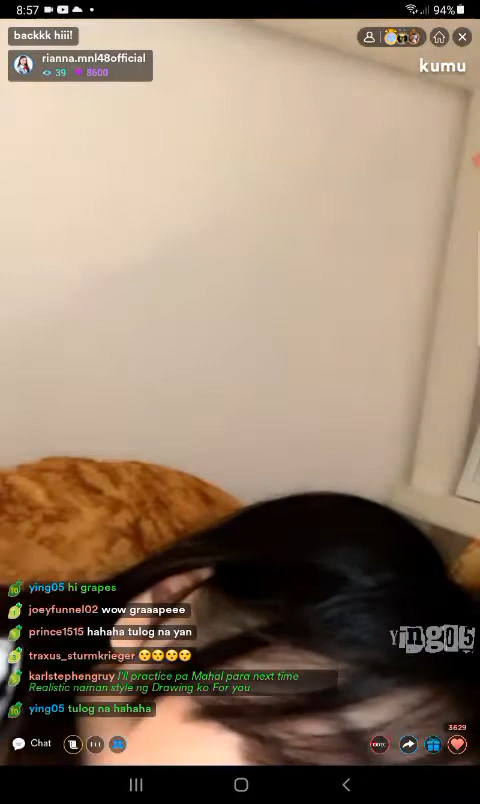 8:57
94%
backkk hiii!
rianna.mnl48official
39 8600
kumu
ying05 hi grapes
joeyfunnel02 wow graaapeee
prince1515 hahaha tulog na yan
traxus_sturmkrieger 😴😴😴😴
karlstephengruy I'll practice pa Mahal para next time
Realistic naman style ng Drawing ko For you
ying05 tulog na hahaha
Ying05
3629
Chat